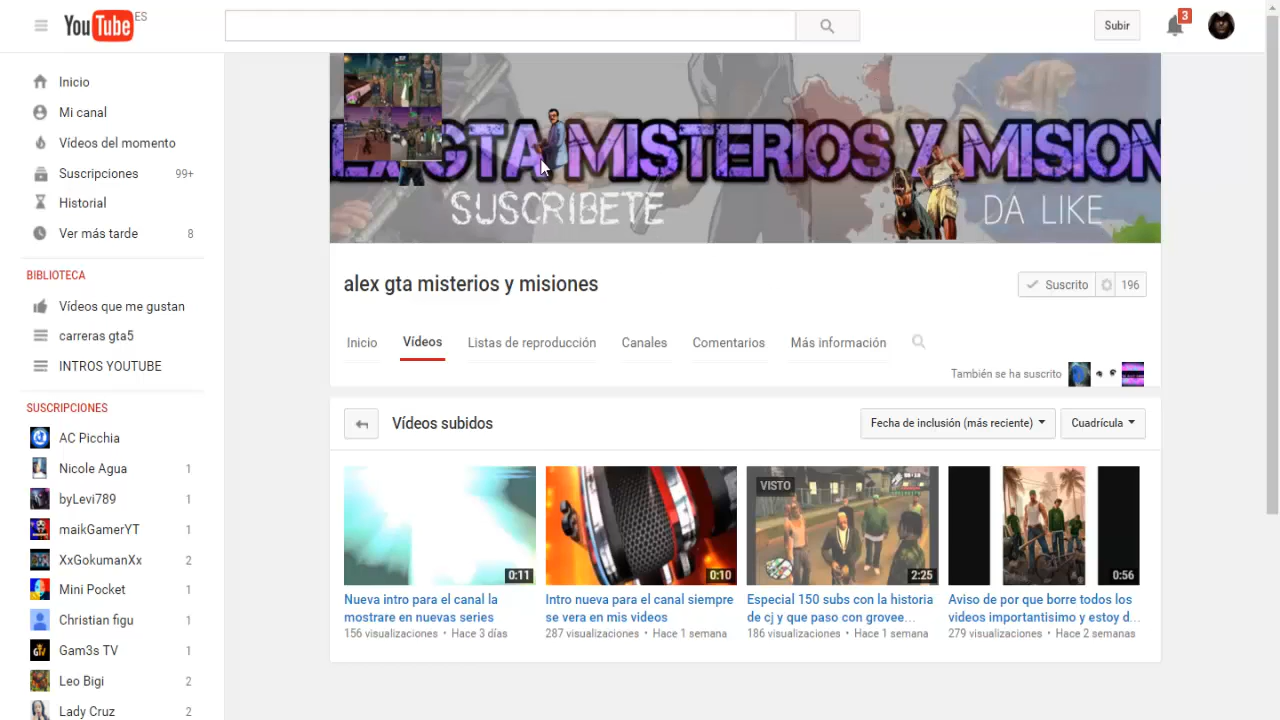 YouTube ES
Subir
3
Inicio
Mi canal
Vídeos del momento
Suscripciones 99+
Historial
Ver más tarde 8
BIBLIOTECA
Vídeos que me gustan
carreras gta5
INTROS YOUTUBE
SUSCRIPCIONES
AC Picchia
Nicole Agua 1
byLevi789 1
maikGamerYT 1
XxGokumanXx 2
Mini Pocket 1
Christian figu 1
Gam3s TV 1
Leo Bigi 2
Lady Cruz 2
GTA MISTERIOS Y MISION
SUSCRIBETE DA LIKE
alex gta misterios y misiones
Suscrito 196
Inicio Vídeos Listas de reproducción Canales Comentarios Más información
También se ha suscrito
Vídeos subidos
Fecha de inclusión (más reciente) Cuadrícula
VISTO
0:11 0:10 2:25 0:56
Nueva intro para el canal la
mostrare en nuevas series
156 visualizaciones • Hace 3 días
Intro nueva para el canal siempre
se vera en mis videos
287 visualizaciones • Hace 1 semana
Especial 150 subs con la historia
de cj y que paso con grovee...
186 visualizaciones • Hace 1 semana
Aviso de por que borre todos los
videos importantisimo y estoy d...
279 visualizaciones • Hace 2 semanas